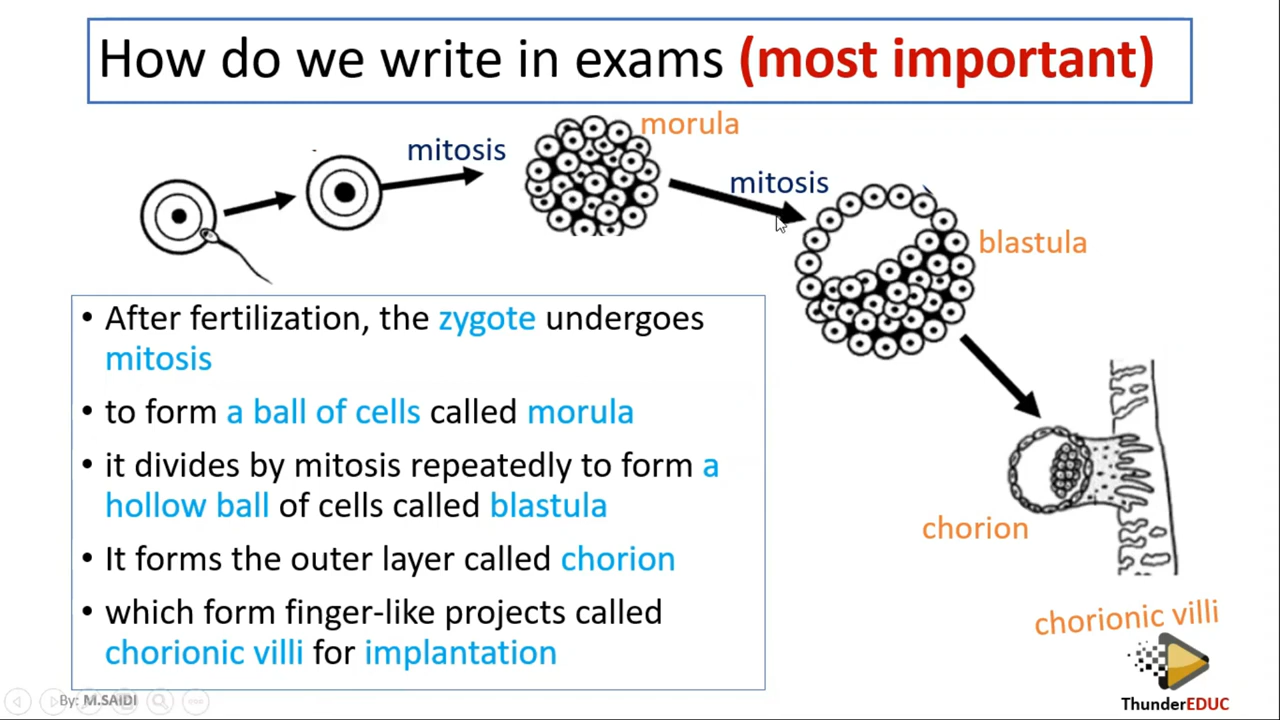 How do we write in exams (most important)
mitosis
morula
mitosis
blastula
• After fertilization, the zygote undergoes
mitosis
• to form a ball of cells called morula
• it divides by mitosis repeatedly to form a
hollow ball of cells called blastula
• It forms the outer layer called chorion
• which form finger-like projects called
chorionic villi for implantation
chorion
chorionic villi
By: M.SAIDI
ThunderEDUC